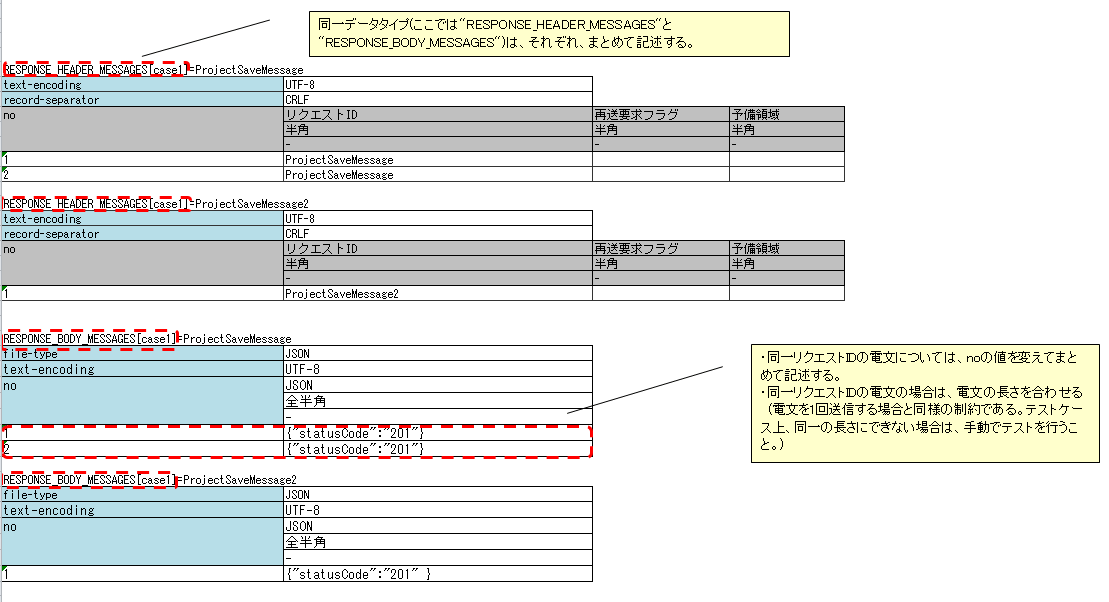 同一データタイプ(ここでは"RESPONSE_HEADER_MESSAGES"と
"RESPONSE_BODY_MESSAGES")は、それぞれ、まとめて記述する。
RESPONSE_HEADER_MESSAGES[case1]=ProjectSaveMessage
text-encoding UTF-8
record-separator CRLF
no リクエストID 再送要求フラグ 予備領域
半角 半角 半角
- - -
1 ProjectSaveMessage
2 ProjectSaveMessage
RESPONSE_HEADER_MESSAGES[case1]=ProjectSaveMessage2
text-encoding UTF-8
record-separator CRLF
no リクエストID 再送要求フラグ 予備領域
半角 半角 半角
- - -
1 ProjectSaveMessage2
RESPONSE_BODY_MESSAGES[case1]=ProjectSaveMessage
file-type JSON
text-encoding UTF-8
no JSON
全半角
-
1 {"statusCode":"201"}
2 {"statusCode":"201"}
・同一リクエストIDの電文については、noの値を変えてまと
めて記述する。
・同一リクエストIDの電文の場合は、電文の長さを合わせる
(電文を1回送信する場合と同様の制約である。テストケー
ス上、同一の長さにできない場合は、手動でテストを行うこ
と。)
RESPONSE_BODY_MESSAGES[case1]=ProjectSaveMessage2
file-type JSON
text-encoding UTF-8
no JSON
全半角
-
1 {"statusCode":"201" }